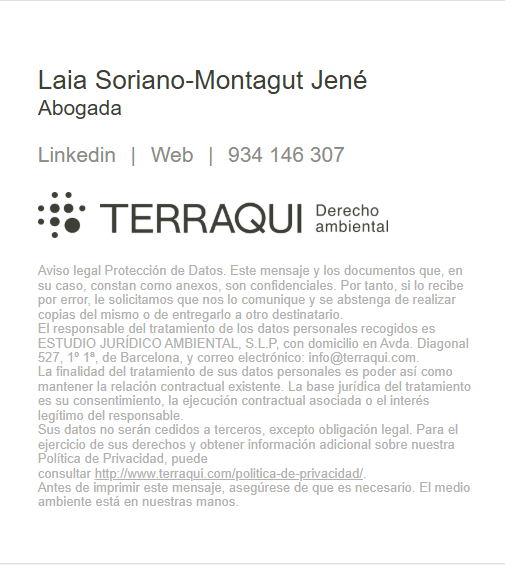 Laia Soriano-Montagut Jené
Abogada
Linkedin | Web | 934 146 307
TERRAQUI Derecho
ambiental
Aviso legal Protección de Datos. Este mensaje y los documentos que, en
su caso, constan como anexos, son confidenciales. Por tanto, si lo recibe
por error, le solicitamos que nos lo comunique y se abstenga de realizar
copias del mismo o de entregarlo a otro destinatario.
El responsable del tratamiento de los datos personales recogidos es
ESTUDIO JURÍDICO AMBIENTAL, S.L.P, con domicilio en Avda. Diagonal
527, 1º 1ª, de Barcelona, y correo electrónico: info@terraqui.com.
La finalidad del tratamiento de sus datos personales es poder así como
mantener la relación contractual existente. La base jurídica del tratamiento
es su consentimiento, la ejecución contractual asociada o el interés
legítimo del responsable.
Sus datos no serán cedidos a terceros, excepto obligación legal. Para el
ejercicio de sus derechos y obtener información adicional sobre nuestra
Política de Privacidad, puede
consultar http://www.terraqui.com/politica-de-privacidad/.
Antes de imprimir este mensaje, asegúrese de que es necesario. El medio
ambiente está en nuestras manos.